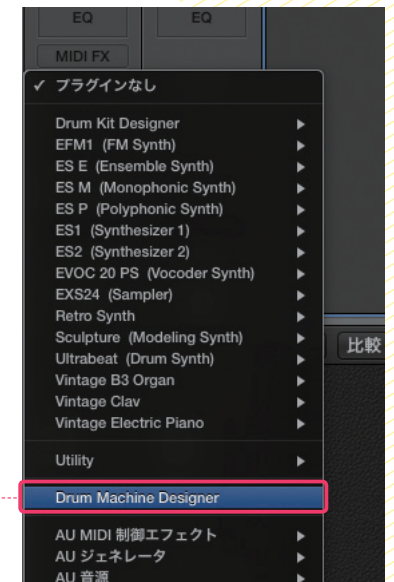 EQ EQ
MIDI FX
✓ プラグインなし
Drum Kit Designer
EFM1 (FM Synth)
ES E (Ensemble Synth)
ES M (Monophonic Synth)
ES P (Polyphonic Synth)
ES1 (Synthesizer 1)
ES2 (Synthesizer 2)
EVOC 20 PS (Vocoder Synth)
EXS24 (Sampler)
Retro Synth
Sculpture (Modeling Synth)
比較
Ultrabeat (Drum Synth)
Vintage B3 Organ
Vintage Clav
Vintage Electric Piano
Utility
Drum Machine Designer
AU MIDI 制御エフェクト
AU ジェネレータ
AU 音源